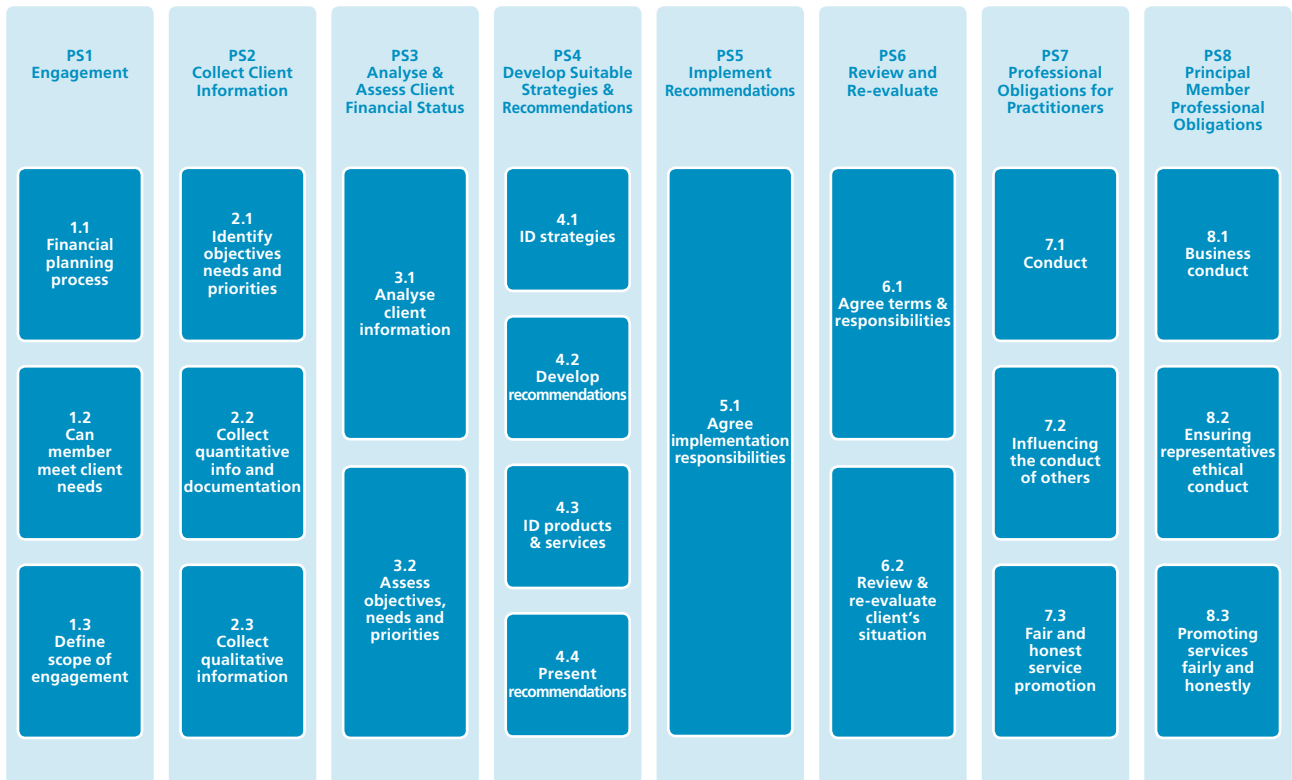 PS1
Engagement
1.1
Financial
planning
process
1.2
Can
member
meet client
needs
1.3
Define
scope of
engagement
PS2
Collect Client
Information
2.1
Identify
objectives
needs and
priorities
2.2
Collect
quantitative
info and
documentation
2.3
Collect
qualitative
information
PS3
Analyse &
Assess Client
Financial Status
3.1
Analyse
client
information
3.2
Assess
objectives,
needs and
priorities
PS4
Develop Suitable
Strategies &
Recommendations
4.1
ID strategies
4.2
Develop
recommendations
4.3
ID products
& services
4.4
Present
recommendations
PS5
Implement
Recommendations
5.1
Agree
implementation
responsibilities
PS6
Review and
Re-evaluate
6.1
Agree terms &
responsibilities
6.2
Review &
re-evaluate
client’s
situation
PS7
Professional
Obligations for
Practitioners
7.1
Conduct
7.2
Influencing
the conduct
of others
7.3
Fair and
honest
service
promotion
PS8
Principal
Member
Professional
Obligations
8.1
Business
conduct
8.2
Ensuring
representatives
ethical
conduct
8.3
Promoting
services
fairly and
honestly